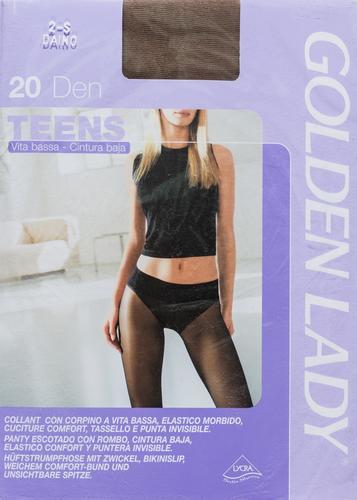 2-S
DAINO
20 Den
TEENS
Vita bassa - Cintura baja
GOLDEN LADY
COLLANT CON CORPINO A VITA BASSA, ELASTICO MORBIDO,
CUCITURE COMFORT, TASSELLO E PUNTA INVISIBILE.
PANTY ESCOTADO CON ROMBO, CINTURA BAJA,
ELASTICO CONFORT Y PUNTERA INVISIBLE.
HÜFTSTRUMPFHOSE MIT ZWICKEL, BIKINISLIP,
WEICHEM COMFORT-BUND UND
UNSICHTBARE SPITZE.
LYCRA